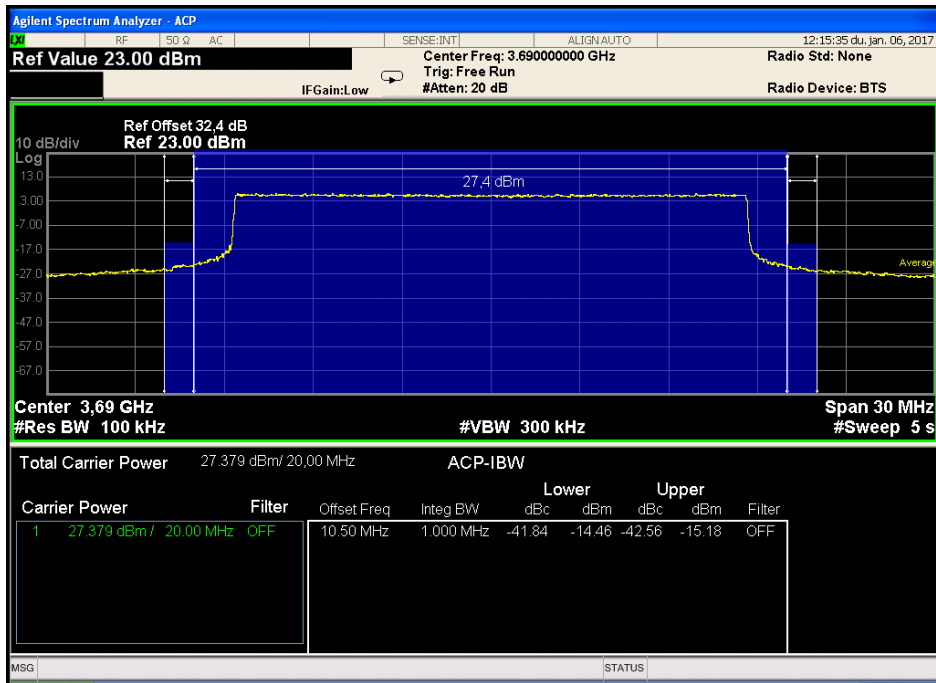 Agilent Spectrum Analyzer - ACP
LXI RF 50 Ω AC SENSE:INT ALIGN AUTO 12:15:35 du. jan. 06, 2017
Ref Value 23.00 dBm Center Freq: 3.690000000 GHz Radio Std: None
Trig: Free Run
IFGain:Low #Atten: 20 dB Radio Device: BTS
Ref Offset 32,4 dB
10 dB/div Ref 23.00 dBm
Log
13.0
27,4 dBm
3.00
-7.00
-17.0
Average
-27.0
-37.0
-47.0
-57.0
-67.0
Center 3,69 GHz Span 30 MHz
#Res BW 100 kHz #VBW 300 kHz #Sweep 5 s
Total Carrier Power 27.379 dBm/ 20,00 MHz ACP-IBW
Lower Upper
Carrier Power Filter Offset Freq Integ BW dBc dBm dBc dBm Filter
1 27.379 dBm / 20.00 MHz OFF 10.50 MHz 1.000 MHz -41.84 -14.46 -42.56 -15.18 OFF
MSG STATUS